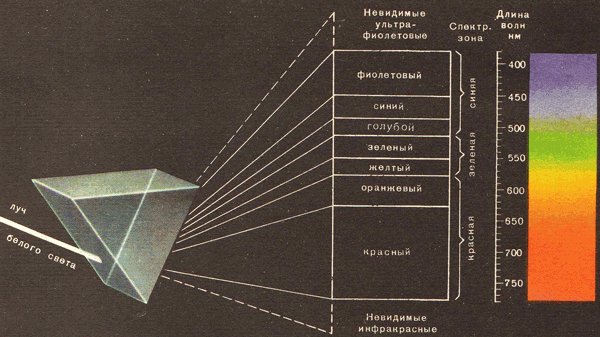 Невидимые
ультра-
фиолетовые
Спектр.
зона
Длина
волн
нм
фиолетовый
синий
голубой
зеленый
желтый
оранжевый
красный
синяя
зеленая
красная
400
450
500
550
600
650
700
750
луч
белого света
Невидимые
инфракрасные